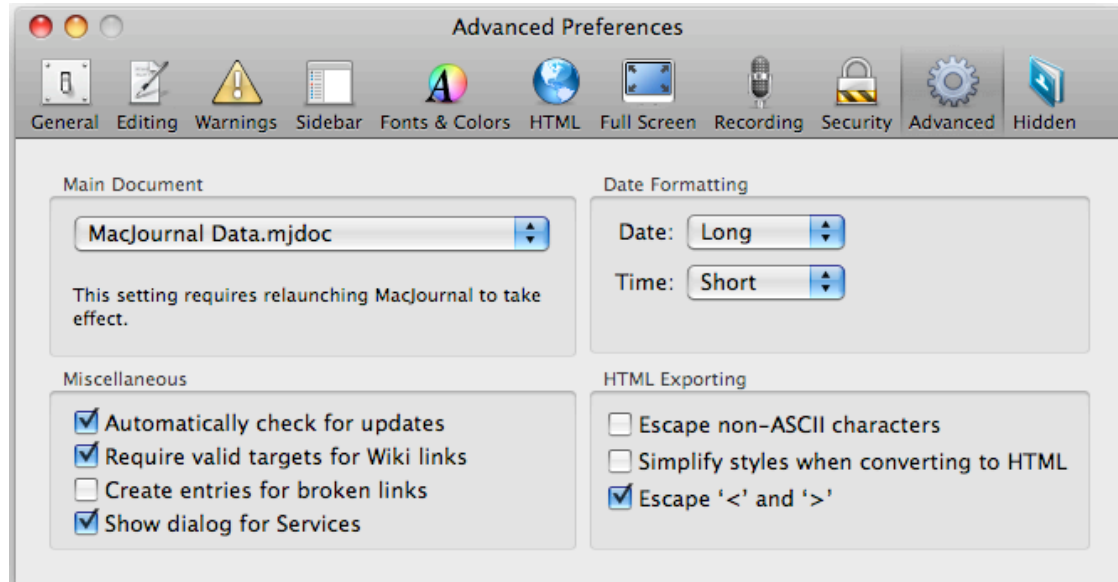 Advanced Preferences
General Editing Warnings Sidebar Fonts & Colors HTML Full Screen Recording Security Advanced Hidden
Main Document
MacJournal Data.mjdoc
This setting requires relaunching MacJournal to take
effect.
Date Formatting
Date: Long
Time: Short
Miscellaneous
Automatically check for updates
Require valid targets for Wiki links
Create entries for broken links
Show dialog for Services
HTML Exporting
Escape non-ASCII characters
Simplify styles when converting to HTML
Escape ‘<’ and ‘>’